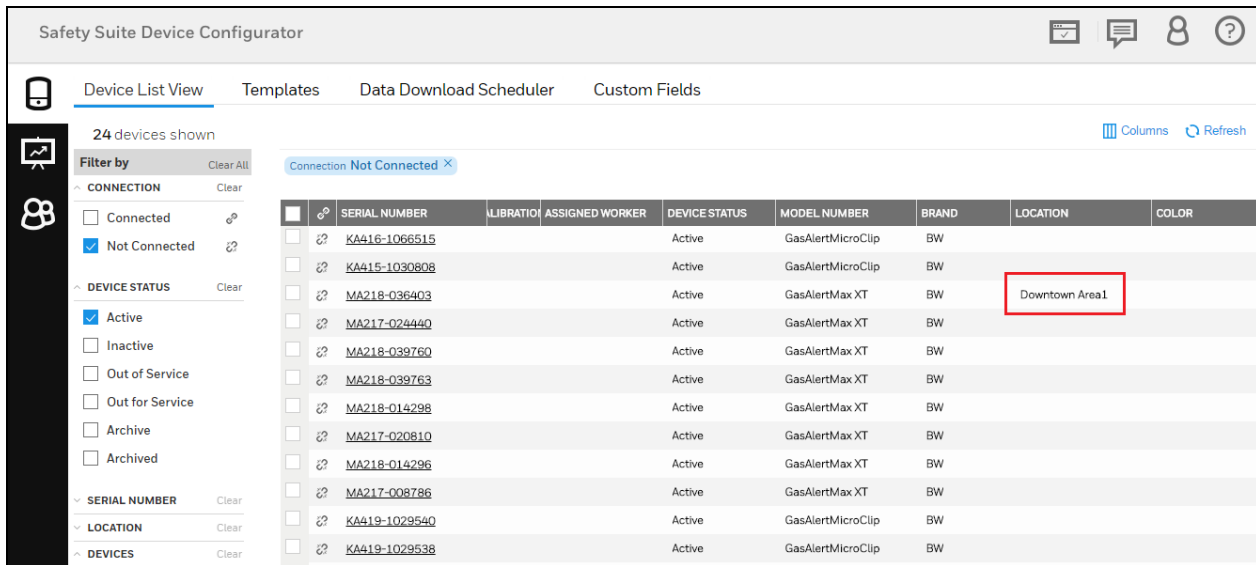 Safety Suite Device Configurator
Device List View Templates Data Download Scheduler Custom Fields
24 devices shown
Columns Refresh
Filter by Clear All
Connection Not Connected ×
CONNECTION Clear
Connected
Not Connected
DEVICE STATUS Clear
Active
Inactive
Out of Service
Out for Service
Archive
Archived
SERIAL NUMBER Clear
LOCATION Clear
DEVICES Clear
SERIAL NUMBER ALIBRATION ASSIGNED WORKER DEVICE STATUS MODEL NUMBER BRAND LOCATION COLOR
KA416-1066515 Active GasAlertMicroClip BW
KA415-1030808 Active GasAlertMicroClip BW
MA218-036403 Active GasAlertMax XT BW Downtown Area1
MA217-024440 Active GasAlertMax XT BW
MA218-039760 Active GasAlertMax XT BW
MA218-039763 Active GasAlertMax XT BW
MA218-014298 Active GasAlertMax XT BW
MA217-020810 Active GasAlertMax XT BW
MA218-014296 Active GasAlertMax XT BW
MA217-008786 Active GasAlertMax XT BW
KA419-1029540 Active GasAlertMicroClip BW
KA419-1029538 Active GasAlertMicroClip BW